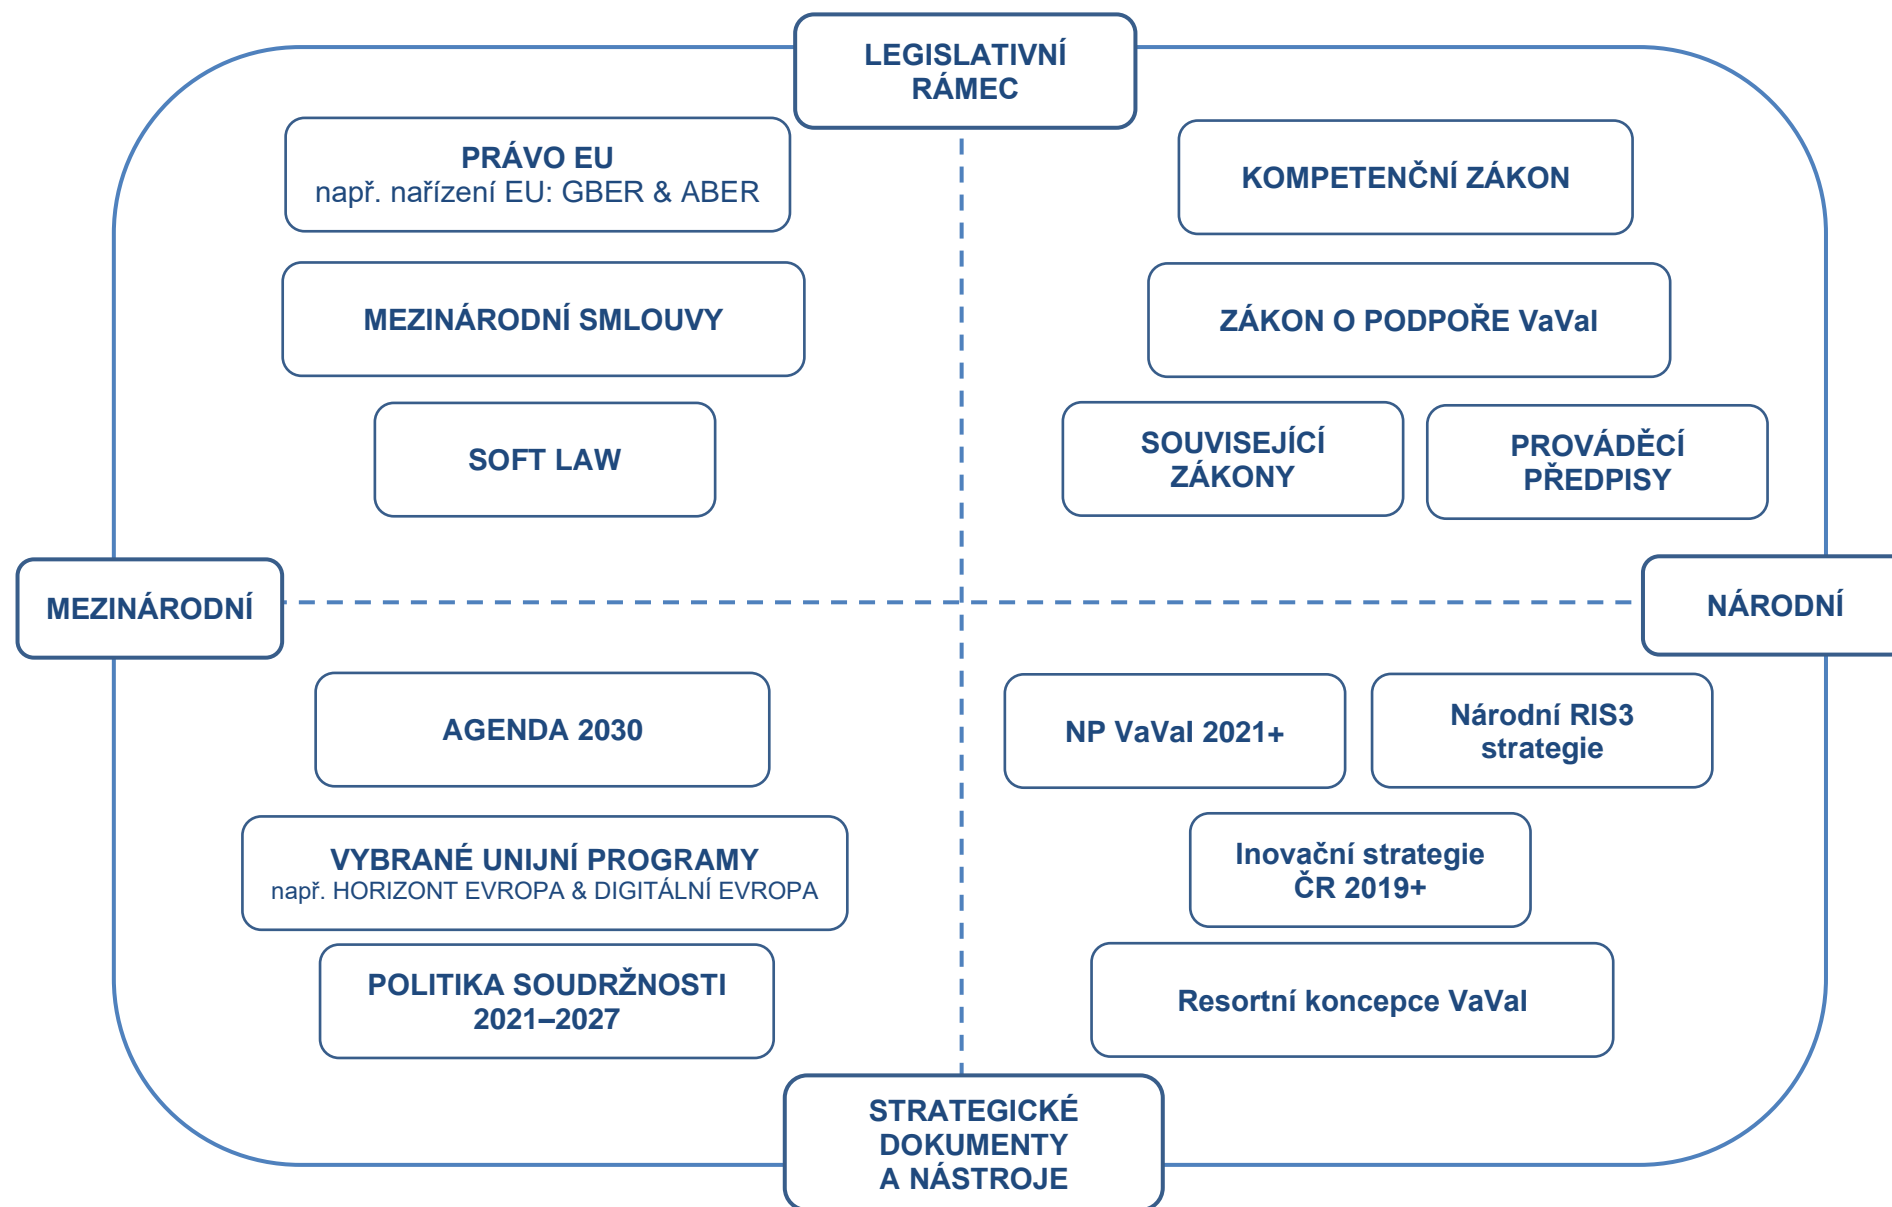 LEGISLATIVNÍ
RÁMEC
PRÁVO EU
např. nařízení EU: GBER & ABER
KOMPETENČNÍ ZÁKON
MEZINÁRODNÍ SMLOUVY
ZÁKON O PODPOŘE VaVaI
SOFT LAW
SOUVISEJÍCÍ
ZÁKONY
PROVÁDĚCÍ
PŘEDPISY
MEZINÁRODNÍ
NÁRODNÍ
AGENDA 2030
NP VaVaI 2021+
Národní RIS3
strategie
VYBRANÉ UNIJNÍ PROGRAMY
např. HORIZONT EVROPA & DIGITÁLNÍ EVROPA
Inovační strategie
ČR 2019+
POLITIKA SOUDRŽNOSTI
2021–2027
Resortní koncepce VaVaI
STRATEGICKÉ
DOKUMENTY
A NÁSTROJE